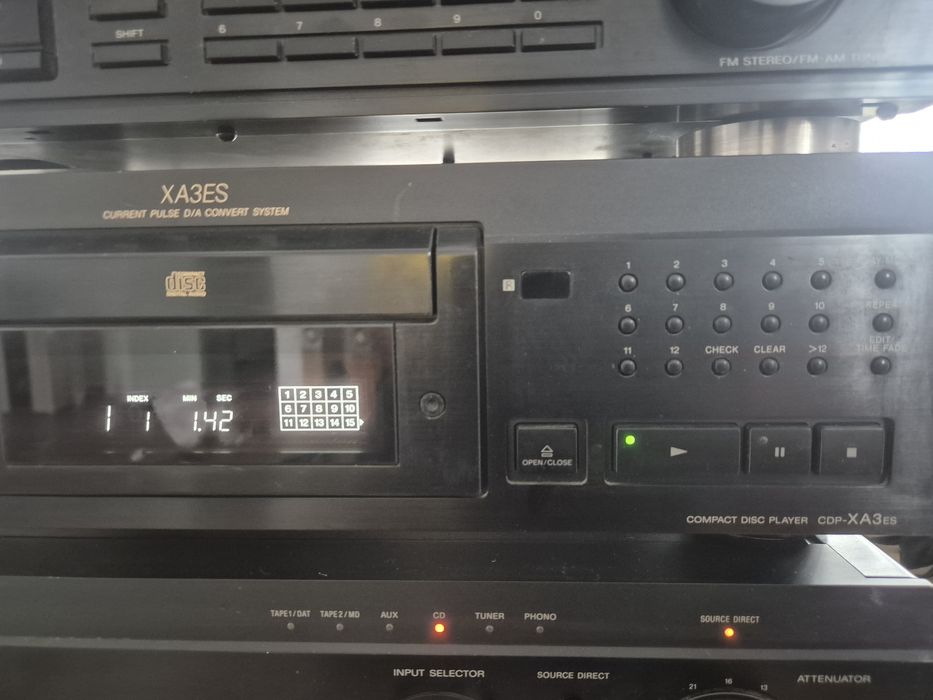 SHIFT
6 7 8 9 0
FM STEREO/FM-AM TUNER
XA3ES
CURRENT PULSE D/A CONVERT SYSTEM
COMPACT
disc
DIGITAL AUDIO
R
1 2 3 4 5
6 7 8 9 10
REPEAT
EDIT/
TIME FADE
11 12 CHECK CLEAR >12
INDEX MIN SEC
1 1 1.42
1 2 3 4 5
6 7 8 9 10
11 12 13 14 15
OPEN/CLOSE
COMPACT DISC PLAYER CDP-XA3ES
TAPE1/DAT TAPE2/MD AUX CD TUNER PHONO
SOURCE DIRECT
INPUT SELECTOR
SOURCE DIRECT
ATTENUATOR
21 16 13